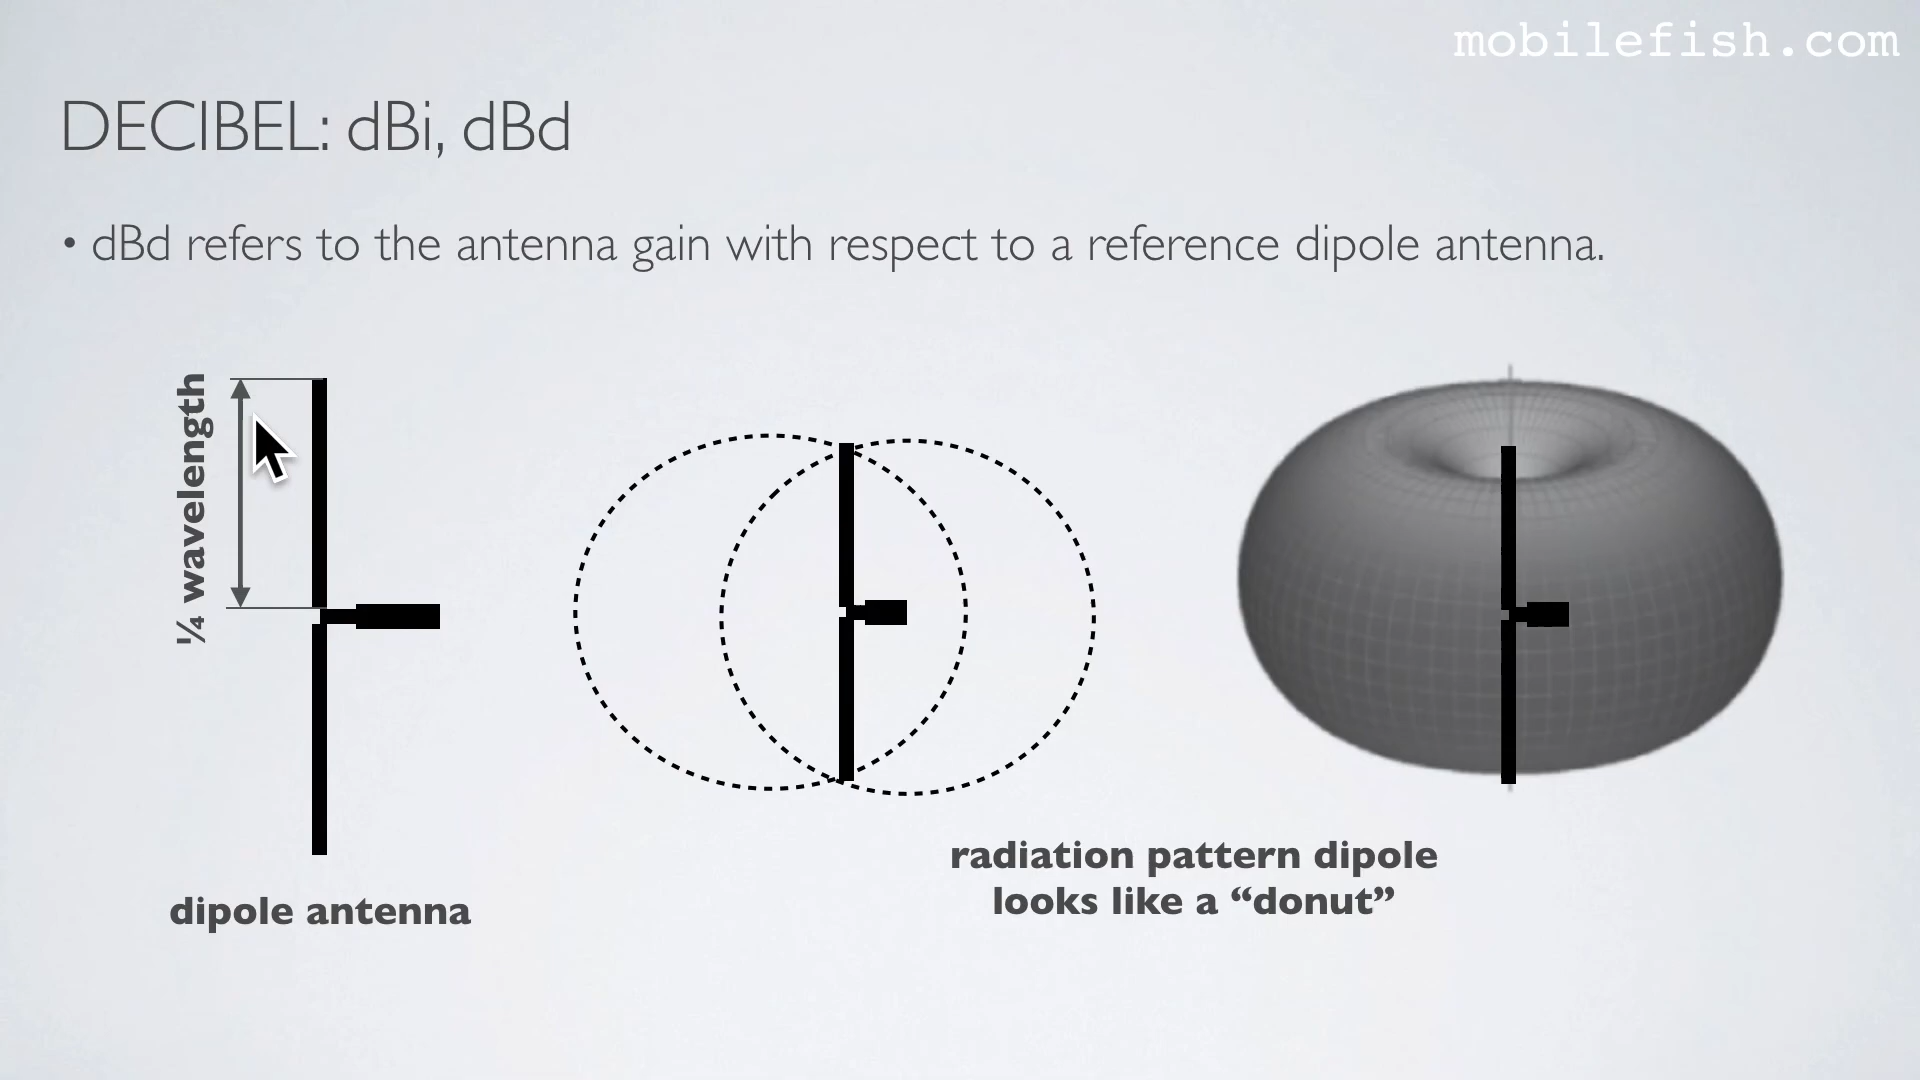 mobilefish.com
DECIBEL: dBi, dBd
• dBd refers to the antenna gain with respect to a reference dipole antenna.
¼ wavelength
dipole antenna
radiation pattern dipole
looks like a “donut”